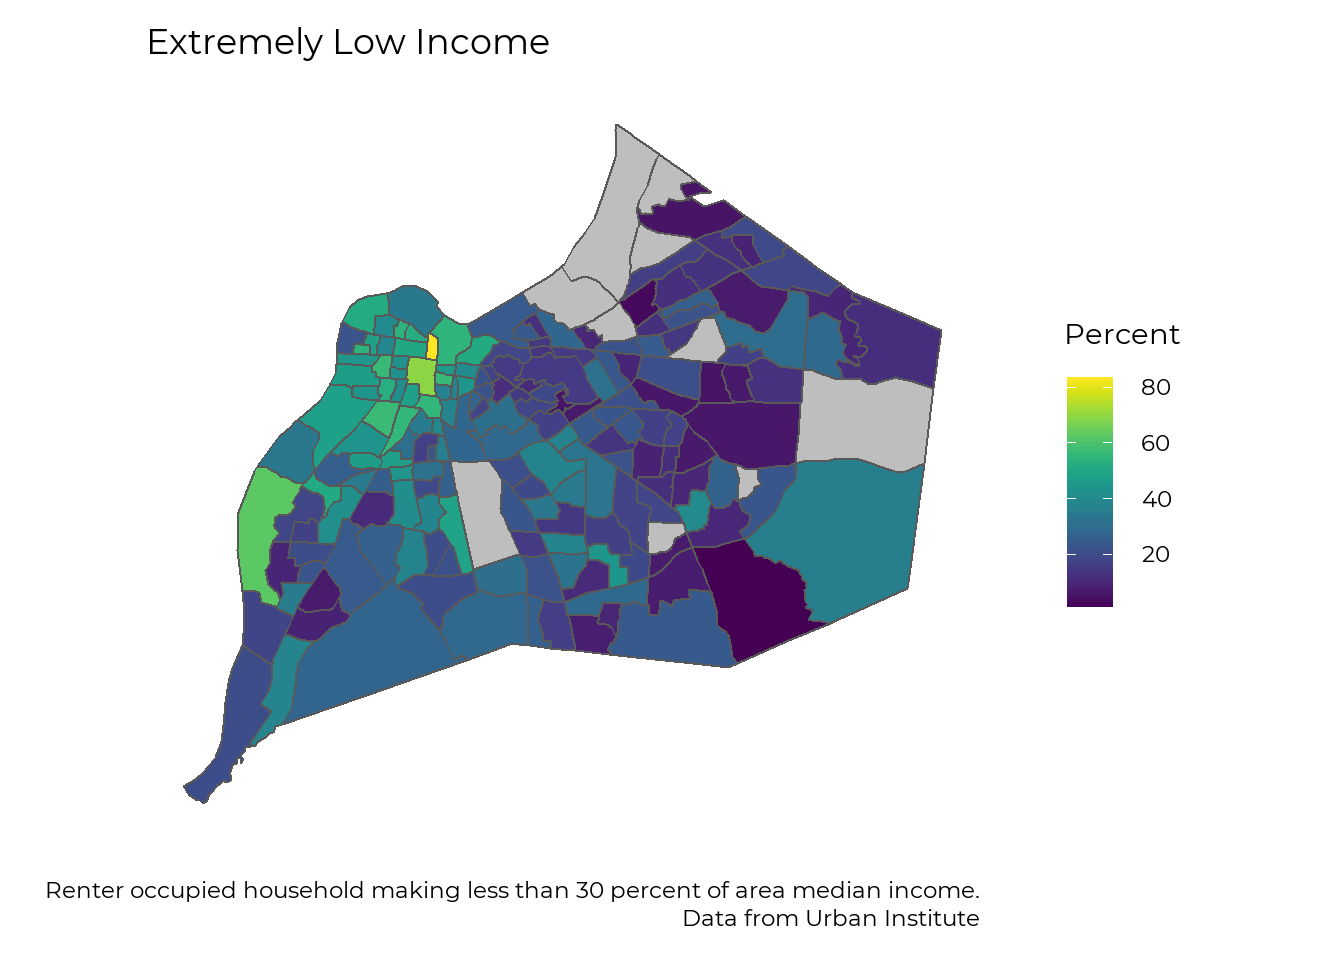 Extremely Low Income
Percent
80
60
40
20
Renter occupied household making less than 30 percent of area median income.
Data from Urban Institute